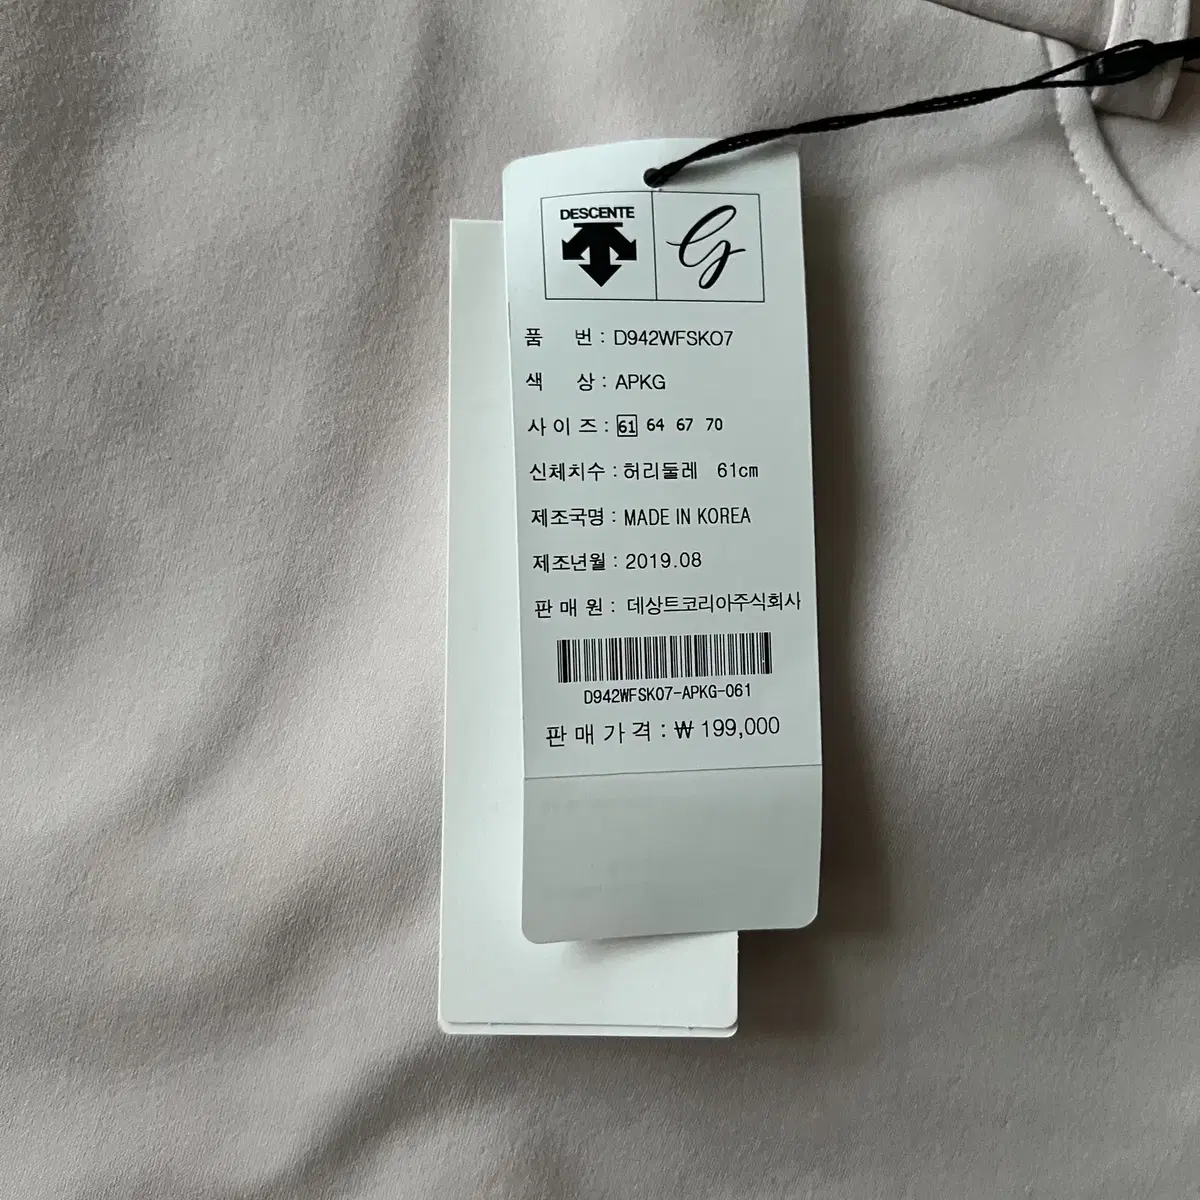 DESCENTE
G
품 번 : D942WFSK07
색 상 : APKG
사 이 즈 : 61 64 67 70
신체치수 : 허리둘레 61cm
제조국명 : MADE IN KOREA
제조년월 : 2019.08
판 매 원 : 데상트코리아주식회사
D942WFSK07-APKG-061
판 매 가 격 : ₩ 199,000